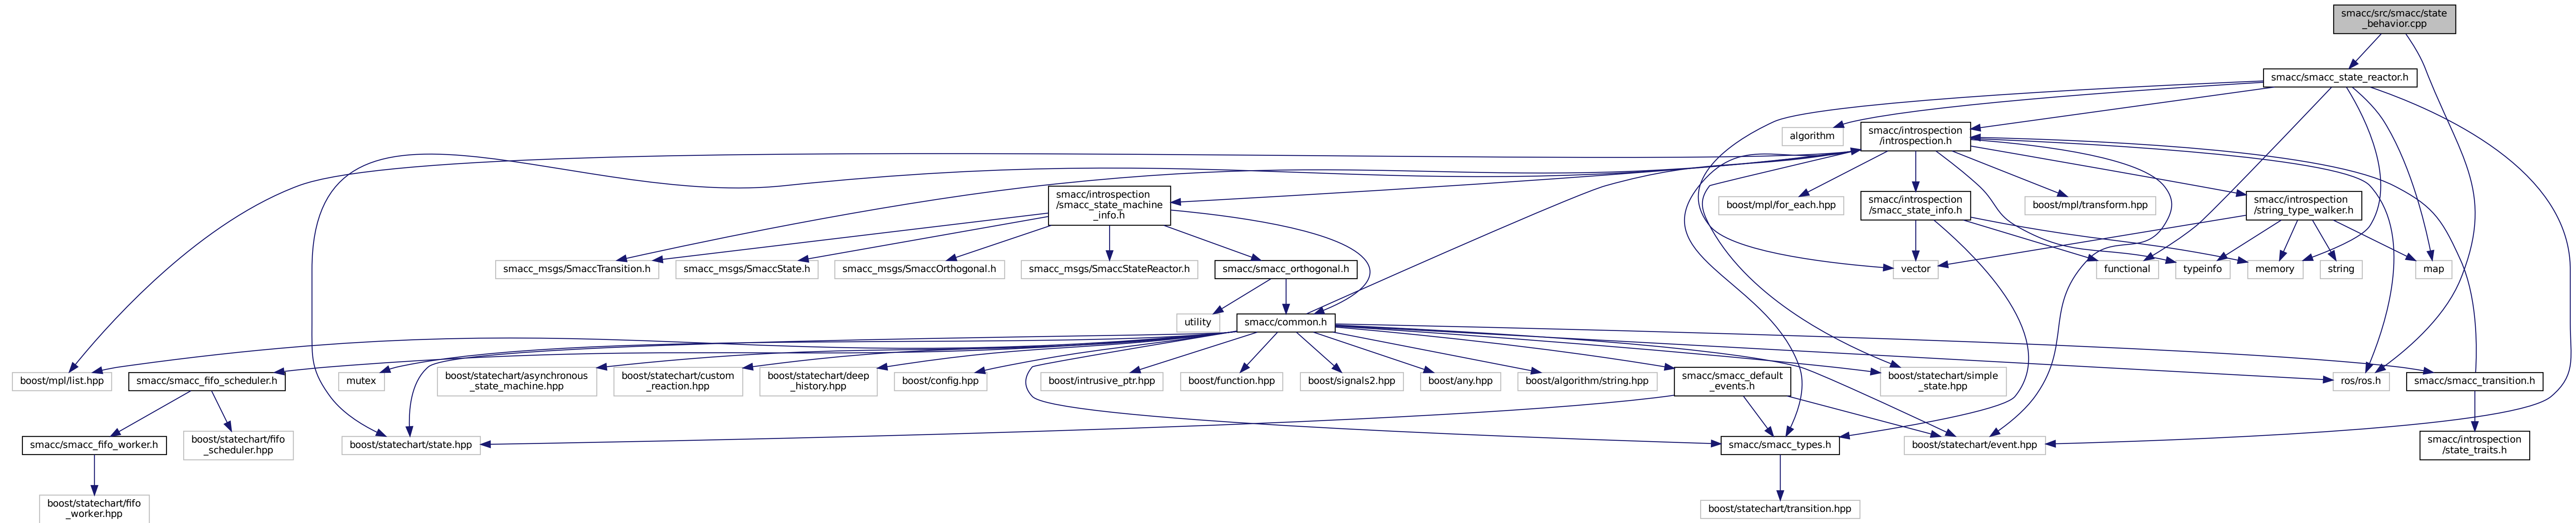 smacc/src/smacc/state
_behavior.cpp
smacc/smacc_state_reactor.h
algorithm
smacc/introspection
/introspection.h
smacc/introspection
/smacc_state_machine
_info.h
boost/mpl/for_each.hpp
smacc/introspection
/smacc_state_info.h
boost/mpl/transform.hpp
smacc/introspection
/string_type_walker.h
smacc_msgs/SmaccTransition.h
smacc_msgs/SmaccState.h
smacc_msgs/SmaccOrthogonal.h
smacc_msgs/SmaccStateReactor.h
smacc/smacc_orthogonal.h
vector
functional
typeinfo
memory
string
map
utility
smacc/common.h
boost/mpl/list.hpp
smacc/smacc_fifo_scheduler.h
mutex
boost/statechart/asynchronous
_state_machine.hpp
boost/statechart/custom
_reaction.hpp
boost/statechart/deep
_history.hpp
boost/config.hpp
boost/intrusive_ptr.hpp
boost/function.hpp
boost/signals2.hpp
boost/any.hpp
boost/algorithm/string.hpp
smacc/smacc_default
_events.h
boost/statechart/simple
_state.hpp
ros/ros.h
smacc/smacc_transition.h
smacc/smacc_fifo_worker.h
boost/statechart/fifo
_scheduler.hpp
boost/statechart/state.hpp
smacc/smacc_types.h
boost/statechart/event.hpp
smacc/introspection
/state_traits.h
boost/statechart/fifo
_worker.hpp
boost/statechart/transition.hpp